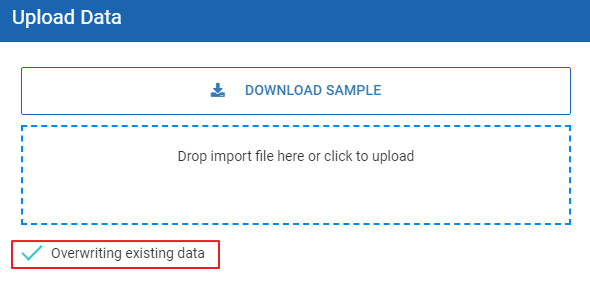 Upload Data
DOWNLOAD SAMPLE
Drop import file here or click to upload
Overwriting existing data